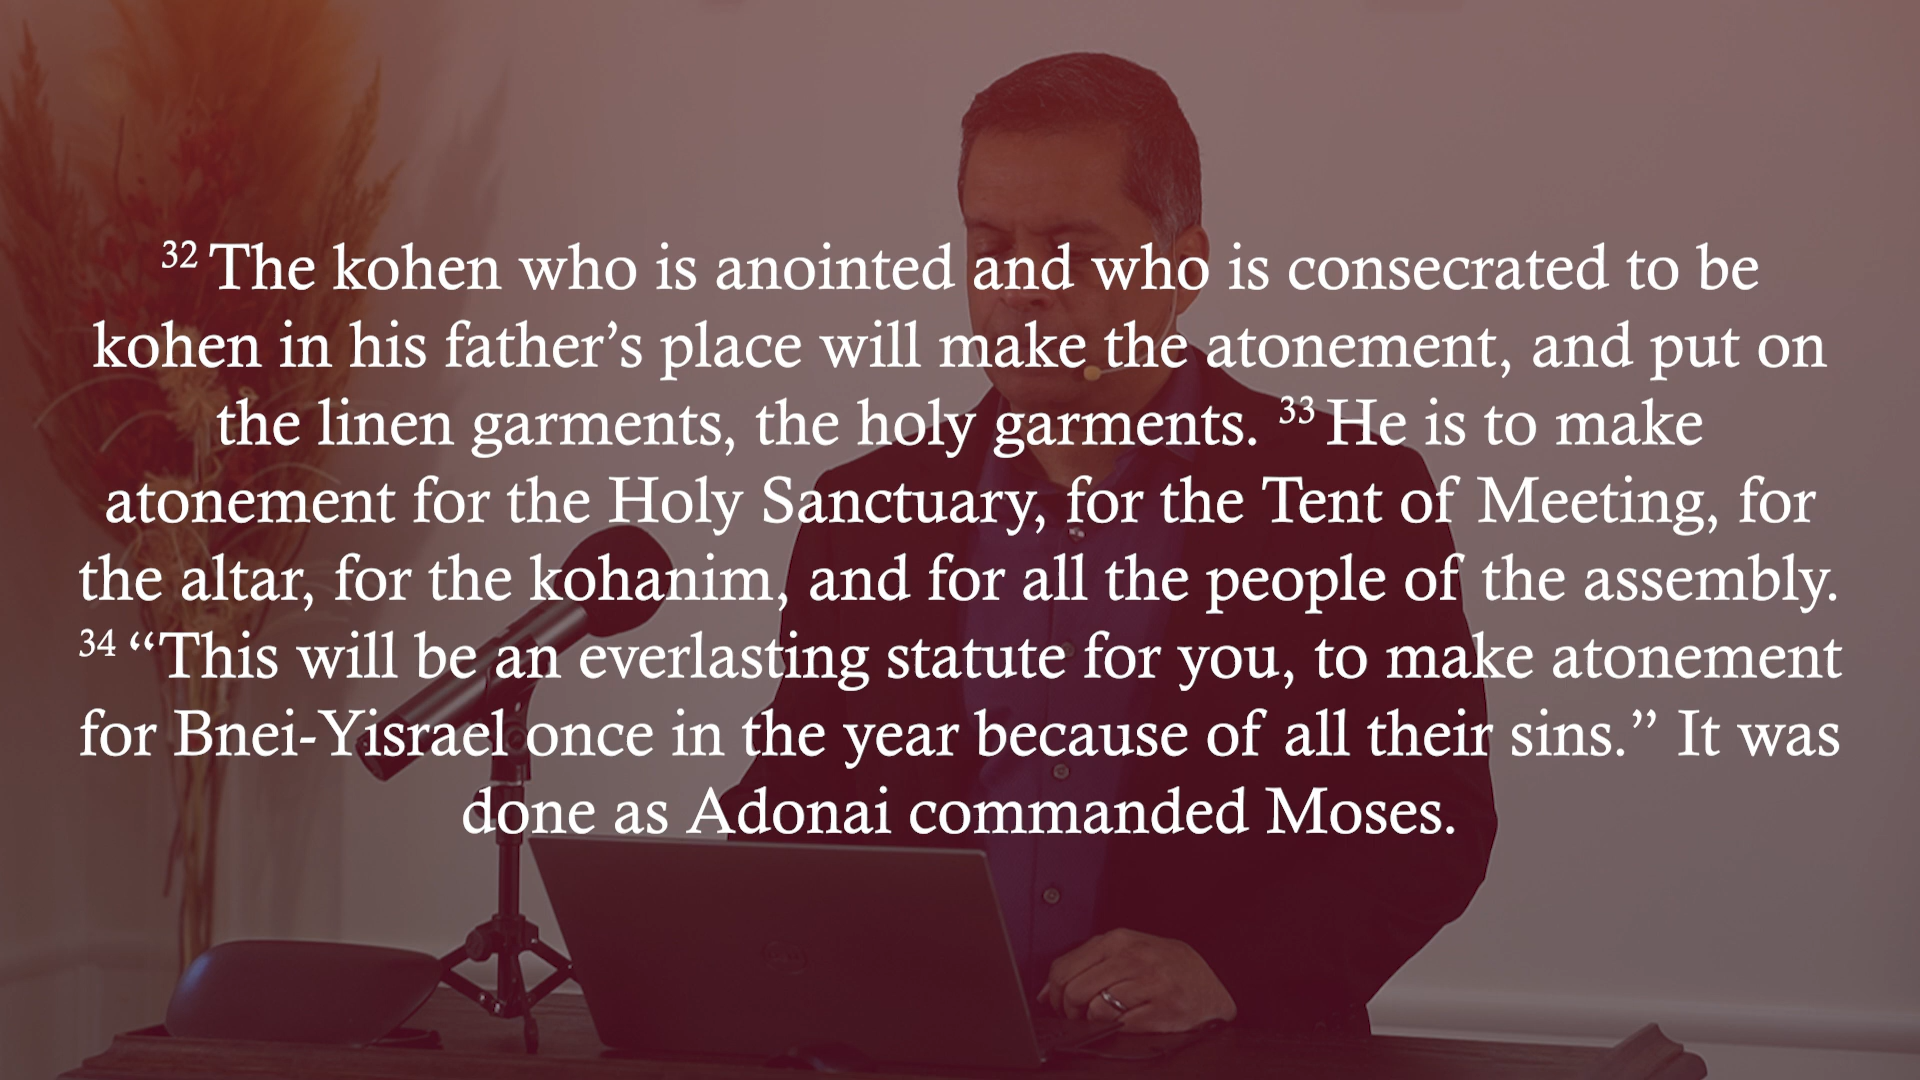 32 The kohen who is anointed and who is consecrated to be
kohen in his father’s place will make the atonement, and put on
the linen garments, the holy garments. 33 He is to make
atonement for the Holy Sanctuary, for the Tent of Meeting, for
the altar, for the kohanim, and for all the people of the assembly.
34 “This will be an everlasting statute for you, to make atonement
for Bnei-Yisrael once in the year because of all their sins.” It was
done as Adonai commanded Moses.